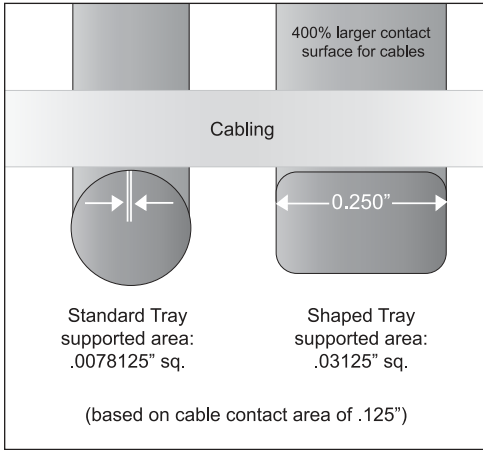 400% larger contact
surface for cables
Cabling
0.250”
Standard Tray
supported area:
.0078125” sq.
Shaped Tray
supported area:
.03125” sq.
(based on cable contact area of .125”)